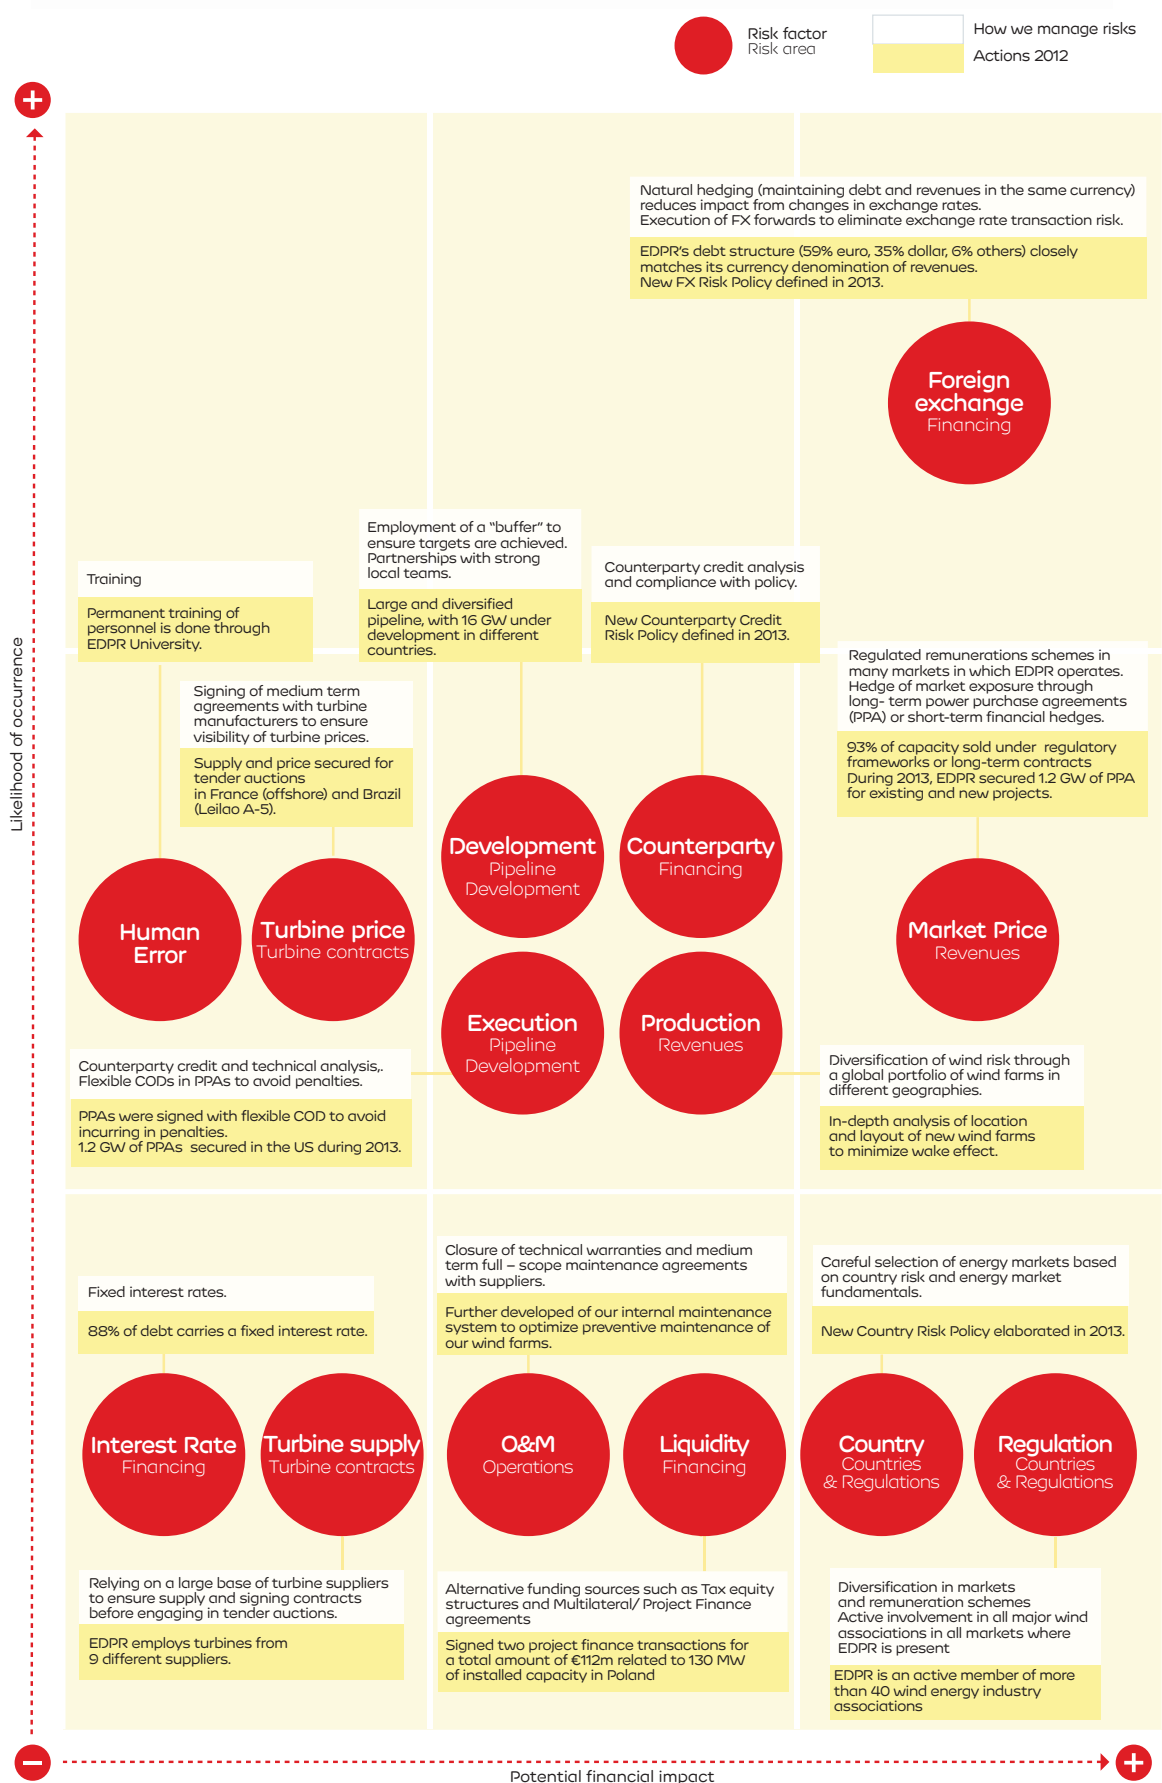 Risk factor
Risk area
How we manage risks
Actions 2012
Likelihood of occurrence
Natural hedging (maintaining debt and revenues in the same currency)
reduces impact from changes in exchange rates.
Execution of FX forwards to eliminate exchange rate transaction risk.
EDPR's debt structure (59% euro, 35% dollar, 6% others) closely
matches its currency denomination of revenues.
New FX Risk Policy defined in 2013.
Foreign
exchange
Financing
Training
Permanent training of
personnel is done through
EDPR University.
Employment of a “buffer” to
ensure targets are achieved.
Partnerships with strong
local teams.
Large and diversified
pipeline, with 16 GW under
development in different
countries.
Counterparty credit analysis
and compliance with policy.
New Counterparty Credit
Risk Policy defined in 2013.
Regulated remunerations schemes in
many markets in which EDPR operates.
Hedge of market exposure through
long- term power purchase agreements
(PPA) or short-term financial hedges.
93% of capacity sold under regulatory
frameworks or long-term contracts
During 2013, EDPR secured 1.2 GW of PPA
for existing and new projects.
Signing of medium term
agreements with turbine
manufacturers to ensure
visibility of turbine prices.
Supply and price secured for
tender auctions
in France (offshore) and Brazil
(Leilao A-5).
Human
Error
Turbine price
Turbine contracts
Development
Pipeline
Development
Counterparty
Financing
Market Price
Revenues
Execution
Pipeline
Development
Production
Revenues
Counterparty credit and technical analysis,.
Flexible CODs in PPAs to avoid penalties.
PPAs were signed with flexible COD to avoid
incurring in penalties.
1.2 GW of PPAs secured in the US during 2013.
Diversification of wind risk through
a global portfolio of wind farms in
different geographies.
In-depth analysis of location
and layout of new wind farms
to minimize wake effect.
Fixed interest rates.
88% of debt carries a fixed interest rate.
Closure of technical warranties and medium
term full – scope maintenance agreements
with suppliers.
Further developed of our internal maintenance
system to optimize preventive maintenance of
our wind farms.
Careful selection of energy markets based
on country risk and energy market
fundamentals.
New Country Risk Policy elaborated in 2013.
Interest Rate
Financing
Turbine supply
Turbine contracts
O&M
Operations
Liquidity
Financing
Country
Countries
& Regulations
Regulation
Countries
& Regulations
Relying on a large base of turbine suppliers
to ensure supply and signing contracts
before engaging in tender auctions.
EDPR employs turbines from
9 different suppliers.
Alternative funding sources such as Tax equity
structures and Multilateral/ Project Finance
agreements
Signed two project finance transactions for
a total amount of €112m related to 130 MW
of installed capacity in Poland
Diversification in markets
and remuneration schemes
Active involvement in all major wind
associations in all markets where
EDPR is present
EDPR is an active member of more
than 40 wind energy industry
associations
Potential financial impact